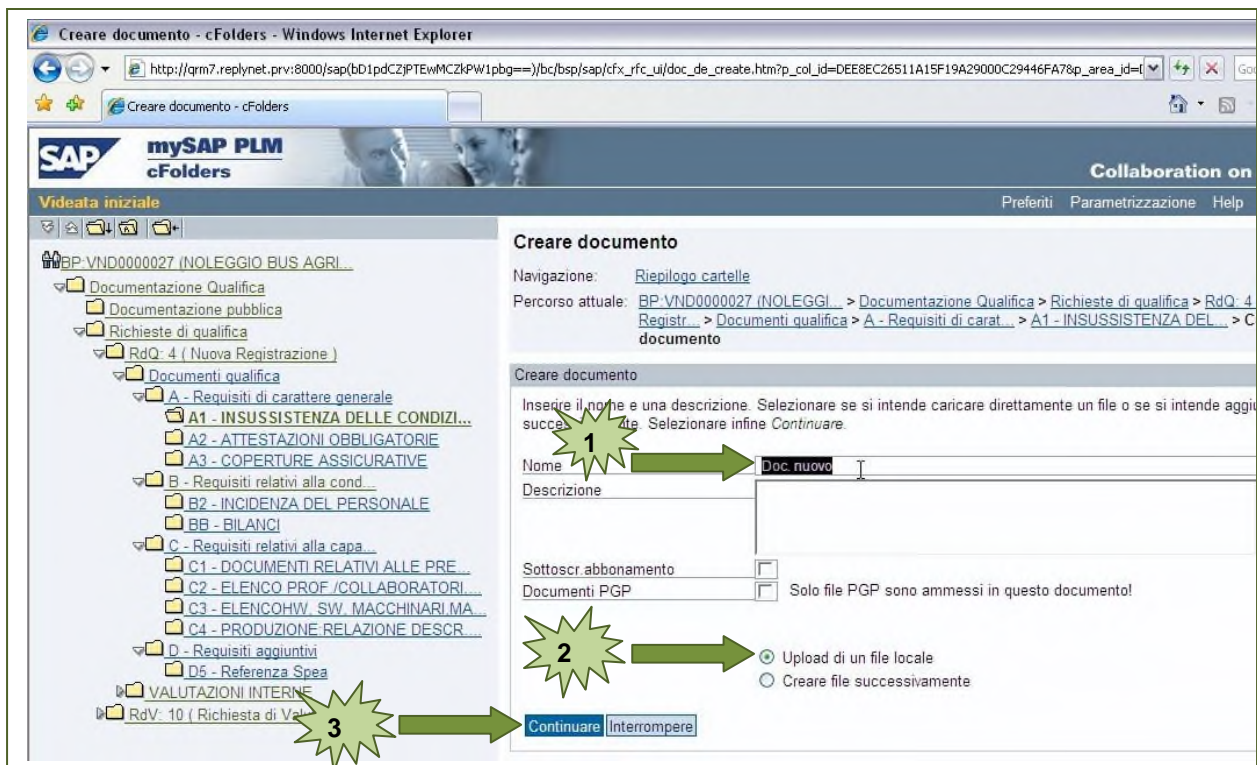 Creare documento - cFolders - Windows Internet Explorer
http://qrm7.replynet.prv:8000/sap(bD1pdCZjPTEwMCZkPW1pbg==)/bc/bsp/sap/cfx_rfc_ui/doc_de_create.htm?p_col_id=DEE8EC26511A15F19A29000C29446FA7&p_area_id=
Creare documento - cFolders
SAP
mySAP PLM
cFolders
Collaboration on
Videata iniziale
Preferiti Parametrizzazione Help
BP:VND0000027 (NOLEGGIO BUS AGRI...
Documentazione Qualifica
Documentazione pubblica
Richieste di qualifica
RdQ: 4 ( Nuova Registrazione )
Documenti qualifica
A - Requisiti di carattere generale
A1 - INSUSSISTENZA DELLE CONDIZI...
A2 - ATTESTAZIONI OBBLIGATORIE
A3 - COPERTURE ASSICURATIVE
B - Requisiti relativi alla cond...
B2 - INCIDENZA DEL PERSONALE
BB - BILANCI
C - Requisiti relativi alla capa...
C1 - DOCUMENTI RELATIVI ALLE PRE...
C2 - ELENCO PROF./COLLABORATORI,...
C3 - ELENCOHW, SW, MACCHINARI,MA...
C4 - PRODUZIONE:RELAZIONE DESCR....
D - Requisiti aggiuntivi
D5 - Referenza Spea
VALUTAZIONI INTERNE
RdV: 10 ( Richiesta di
Creare documento
Navigazione: Riepilogo cartelle
Percorso attuale: BP:VND0000027 (NOLEGGI... > Documentazione Qualifica > Richieste di qualifica > RdQ: 4
Registr... > Documenti qualifica > A - Requisiti di carat... > A1 - INSUSSISTENZA DEL... > C
documento
Creare documento
Inserire il nome e una descrizione. Selezionare se si intende caricare direttamente un file o se si intende
Selezionare infine Continuare.
1
Nome Doc. nuovo
Descrizione
Sottoscr.abbonamento
Documenti PGP Solo file PGP sono ammessi in questo documento!
2
Upload di un file locale
Creare file successivamente
3
Continuare Interrompere